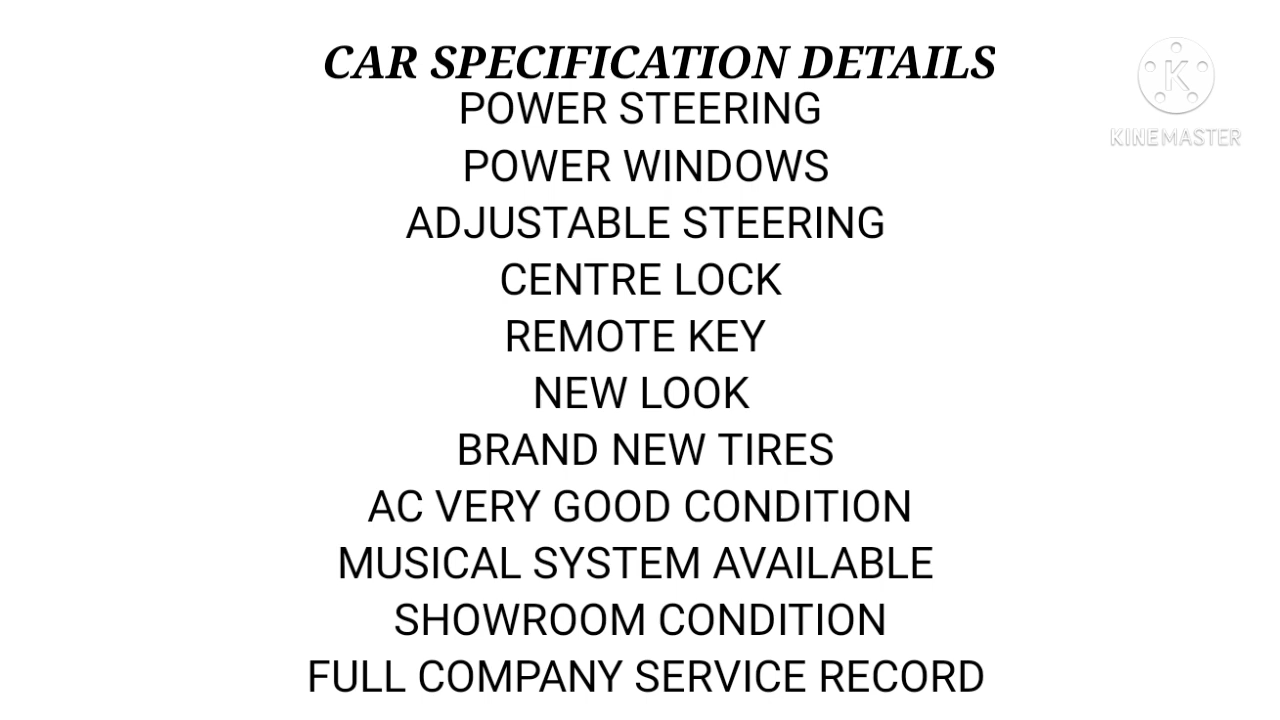 CAR SPECIFICATION DETAILS
POWER STEERING
POWER WINDOWS
ADJUSTABLE STEERING
CENTRE LOCK
REMOTE KEY
NEW LOOK
BRAND NEW TIRES
AC VERY GOOD CONDITION
MUSICAL SYSTEM AVAILABLE
SHOWROOM CONDITION
FULL COMPANY SERVICE RECORD
K
KINEMASTER